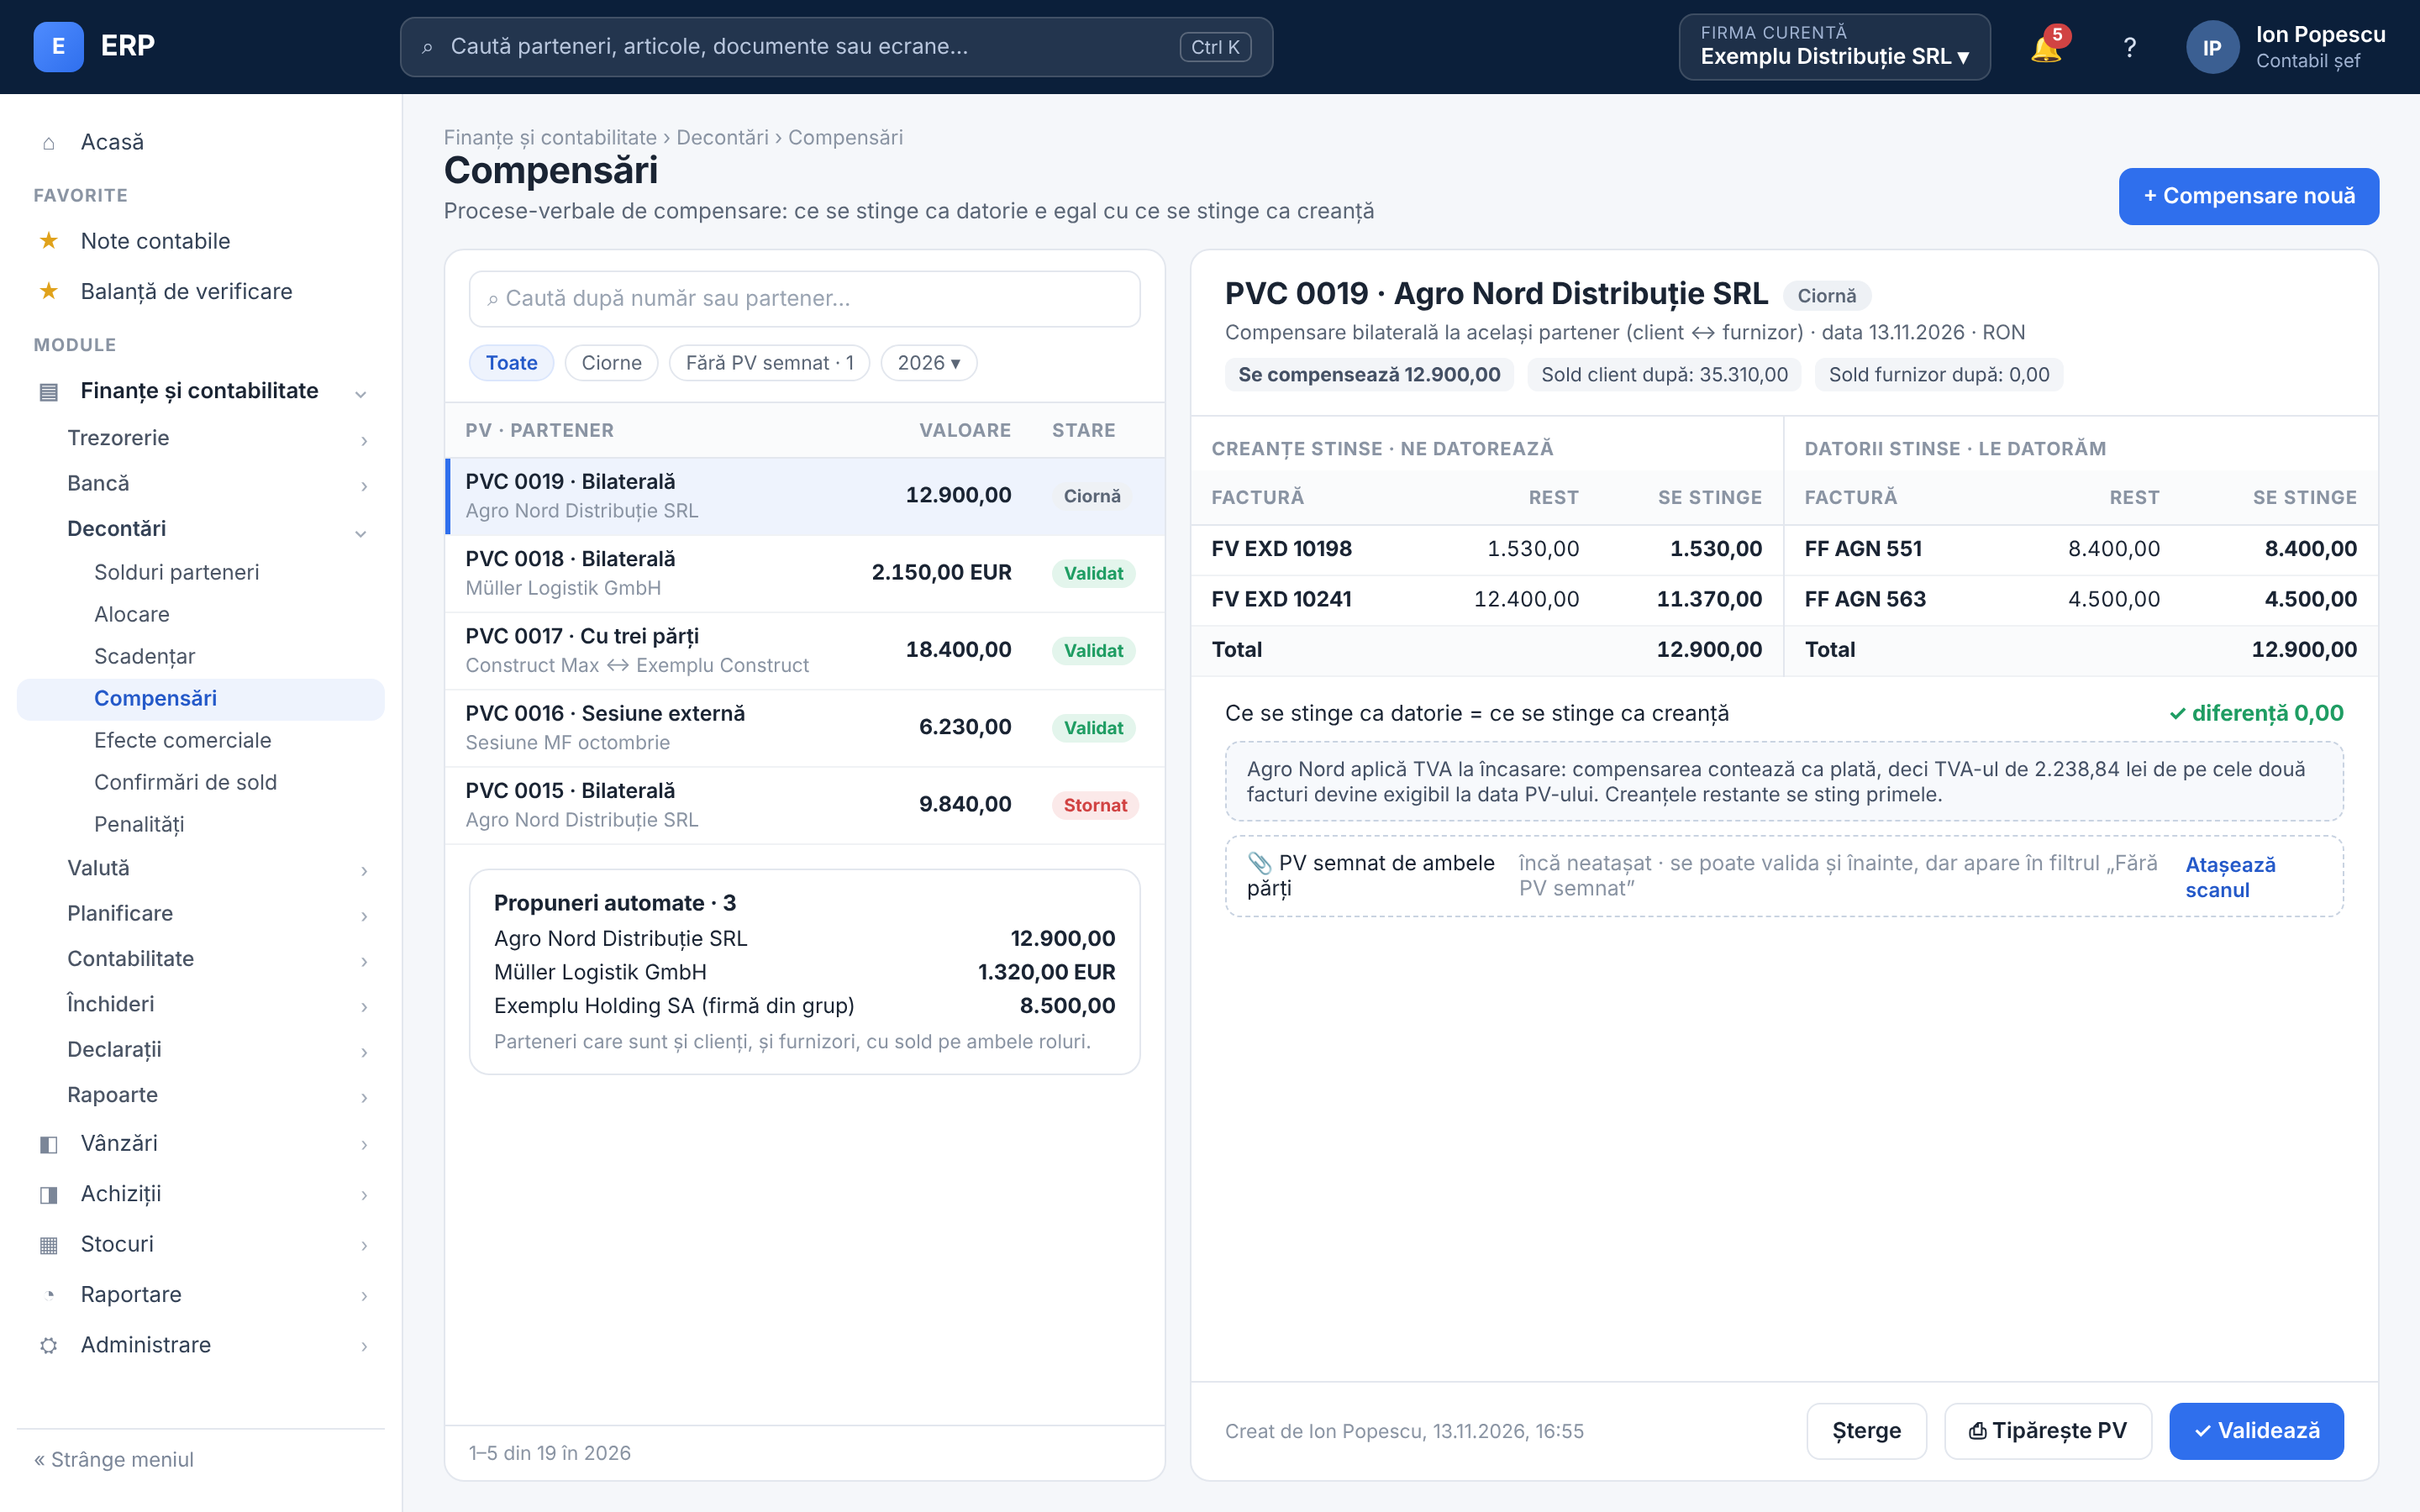 E ERP
Caută parteneri, articole, documente sau ecrane... Ctrl K
FIRMA CURENTĂ
Exemplu Distribuție SRL ▾
5
?
IP
Ion Popescu
Contabil șef
Acasă
FAVORITE
★ Note contabile
★ Balanță de verificare
MODULE
Finanțe și contabilitate
Trezorerie ›
Bancă ›
Decontări
Solduri parteneri
Alocare
Scadențar
Compensări
Efecte comerciale
Confirmări de sold
Penalități
Valută ›
Planificare ›
Contabilitate ›
Închideri ›
Declarații ›
Rapoarte ›
Vânzări ›
Achiziții ›
Stocuri ›
Raportare ›
Administrare ›
« Strânge meniul
Finanțe și contabilitate › Decontări › Compensări
Compensări
Procese-verbale de compensare: ce se stinge ca datorie e egal cu ce se stinge ca creanță
+ Compensare nouă
Caută după număr sau partener...
Toate Ciorne Fără PV semnat · 1 2026 ▾
PV · PARTENER VALOARE STARE
PVC 0019 · Bilaterală 12.900,00 Ciornă
Agro Nord Distribuție SRL
PVC 0018 · Bilaterală 2.150,00 EUR Validat
Müller Logistik GmbH
PVC 0017 · Cu trei părți 18.400,00 Validat
Construct Max ↔ Exemplu Construct
PVC 0016 · Sesiune externă 6.230,00 Validat
Sesiune MF octombrie
PVC 0015 · Bilaterală 9.840,00 Stornat
Agro Nord Distribuție SRL
Propuneri automate · 3
Agro Nord Distribuție SRL 12.900,00
Müller Logistik GmbH 1.320,00 EUR
Exemplu Holding SA (firmă din grup) 8.500,00
Parteneri care sunt și clienți, și furnizori, cu sold pe ambele roluri.
1–5 din 19 în 2026
PVC 0019 · Agro Nord Distribuție SRL Ciornă
Compensare bilaterală la același partener (client ↔ furnizor) · data 13.11.2026 · RON
Se compensează 12.900,00 Sold client după: 35.310,00 Sold furnizor după: 0,00
CREANȚE STINSE · NE DATOREAZĂ
FACTURĂ REST SE STINGE
FV EXD 10198 1.530,00 1.530,00
FV EXD 10241 12.400,00 11.370,00
Total 12.900,00
DATORII STINSE · LE DATORĂM
FACTURĂ REST SE STINGE
FF AGN 551 8.400,00 8.400,00
FF AGN 563 4.500,00 4.500,00
Total 12.900,00
Ce se stinge ca datorie = ce se stinge ca creanță ✓ diferență 0,00
Agro Nord aplică TVA la încasare: compensarea contează ca plată, deci TVA-ul de 2.238,84 lei de pe cele două
facturi devine exigibil la data PV-ului. Creanțele restante se sting primele.
📎 PV semnat de ambele
părți
încă neatașat · se poate valida și înainte, dar apare în filtrul „Fără
PV semnat”
Atașează
scanul
Creat de Ion Popescu, 13.11.2026, 16:55
Șterge
⎙ Tipărește PV
✓ Validează